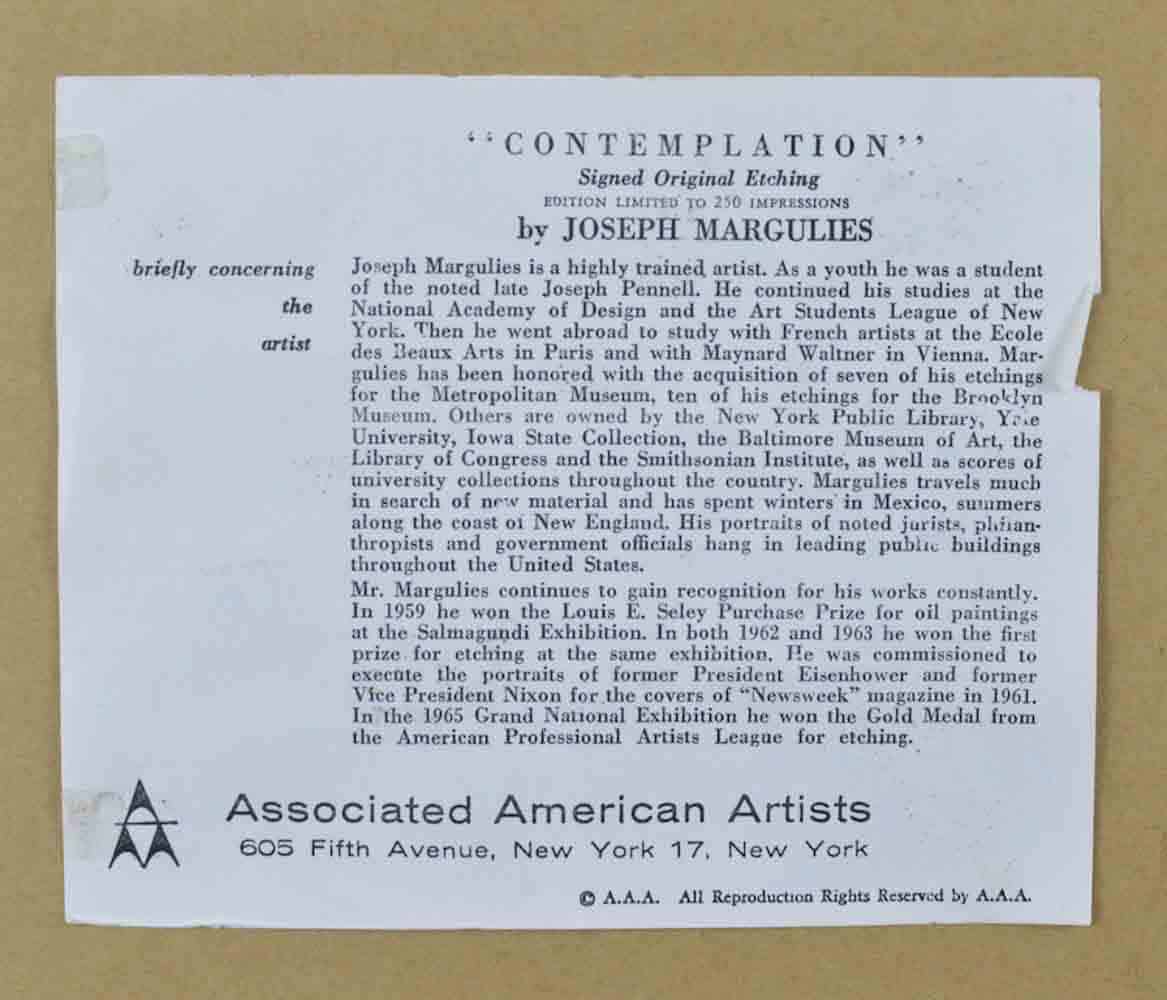 “CONTEMPLATION”
Signed Original Etching
EDITION LIMITED TO 250 IMPRESSIONS
by JOSEPH MARGULIES
briefly concerning
the
artist
Joseph Margulies is a highly trained artist. As a youth he was a student
of the noted late Joseph Pennell. He continued his studies at the
National Academy of Design and the Art Students League of New
York. Then he went abroad to study with French artists at the Ecole
des Beaux Arts in Paris and with Maynard Waltner in Vienna. Mar-
gulies has been honored with the acquisition of seven of his etchings
for the Metropolitan Museum, ten of his etchings for the Brooklyn
Museum. Others are owned by the New York Public Library, Yale
University, Iowa State Collection, the Baltimore Museum of Art, the
Library of Congress and the Smithsonian Institute, as well as scores of
university collections throughout the country. Margulies travels much
in search of new material and has spent winters in Mexico, summers
along the coast of New England. His portraits of noted jurists, philan-
thropists and government officials hang in leading public buildings
throughout the United States.
Mr. Margulies continues to gain recognition for his works constantly.
In 1959 he won the Louis E. Seley Purchase Prize for oil paintings
at the Salmagundi Exhibition. In both 1962 and 1963 he won the first
prize for etching at the same exhibition. He was commissioned to
execute the portraits of former President Eisenhower and former
Vice President Nixon for the covers of “Newsweek” magazine in 1961.
In the 1965 Grand National Exhibition he won the Gold Medal from
the American Professional Artists League for etching.
AAA
Associated American Artists
605 Fifth Avenue, New York 17, New York
© A.A.A. All Reproduction Rights Reserved by A.A.A.